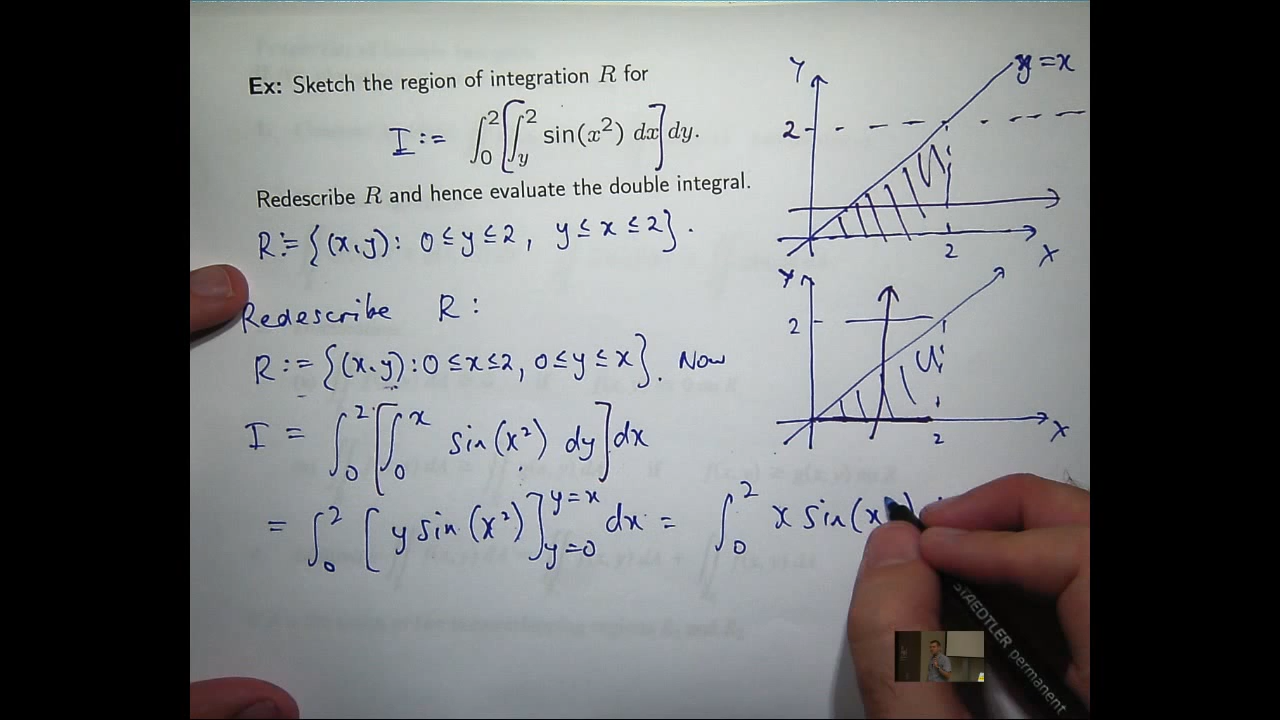 Ex: Sketch the region of integration R for
I := ∫₀² [∫ᵧ² sin(x²) dx] dy.
Redescribe R and hence evaluate the double integral.
R := {(x,y) : 0 ≤ y ≤ 2, y ≤ x ≤ 2}.
Redescribe R :
R := {(x,y) : 0 ≤ x ≤ 2, 0 ≤ y ≤ x}. Now
I = ∫₀² [∫₀ˣ sin(x²) dy] dx
= ∫₀² [y sin(x²)]_{y=0}^{y=x} dx = ∫₀² x sin(x
Y
y = x
2
2
X
Y
2
2
X
STAEDTLER permanent